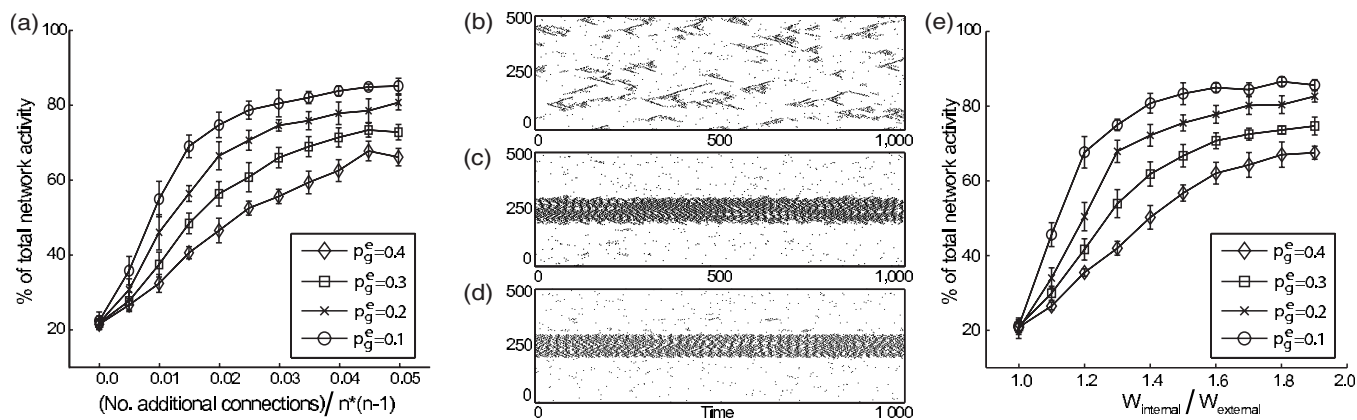 (a)
% of total network activity
100
80
60
40
20
p_g^e=0.4
p_g^e=0.3
p_g^e=0.2
p_g^e=0.1
0.0 0.01 0.02 0.03 0.04 0.05
(No. additional connections)/ n*(n-1)
(b)
500
250
0
0 500 1,000
(c)
500
250
0
0 500 1,000
(d)
500
250
0
0 Time 1,000
(e)
% of total network activity
100
80
60
40
20
p_g^e=0.4
p_g^e=0.3
p_g^e=0.2
p_g^e=0.1
1.0 1.2 1.4 1.6 1.8 2.0
W_internal / W_external